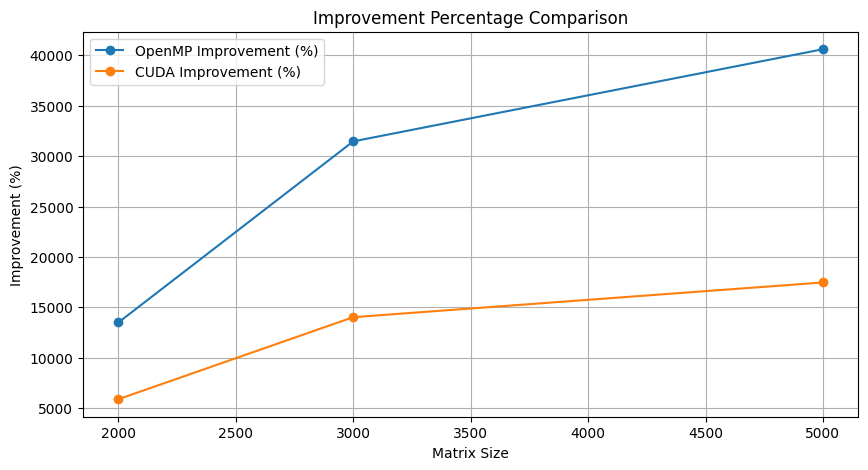 Improvement Percentage Comparison
OpenMP Improvement (%)
CUDA Improvement (%)
Improvement (%)
40000
35000
30000
25000
20000
15000
10000
5000
2000 2500 3000 3500 4000 4500 5000
Matrix Size